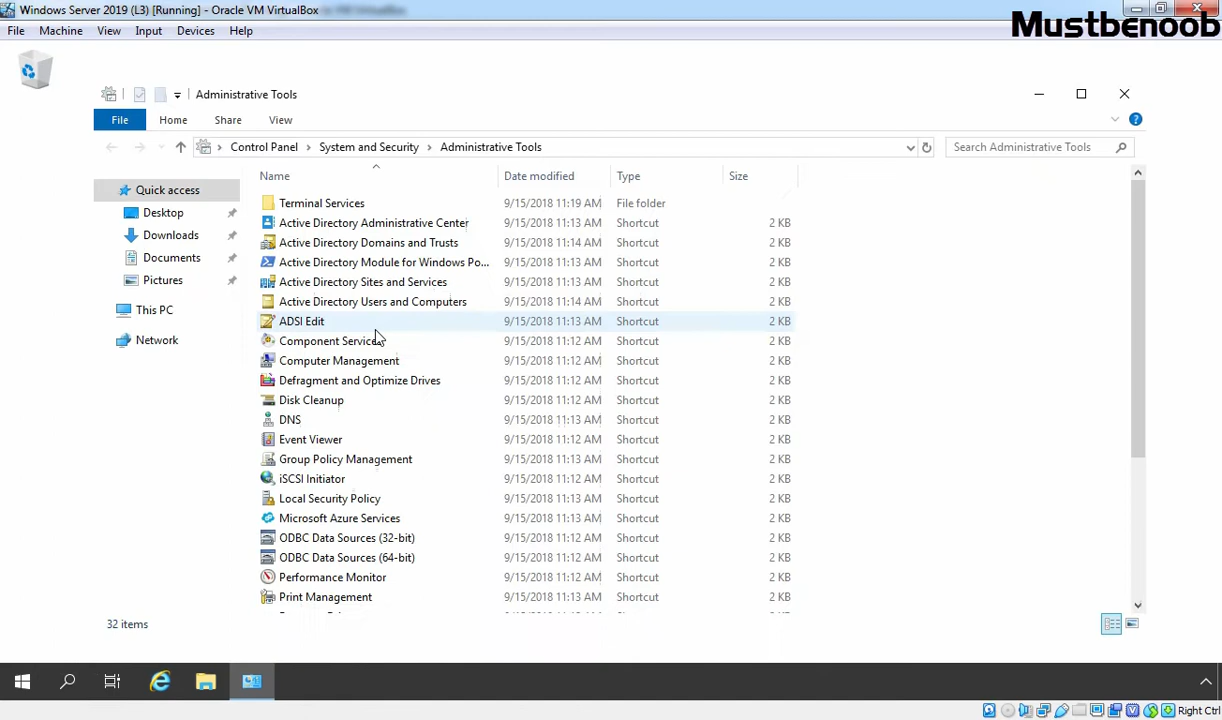 Windows Server 2019 (L3) [Running] - Oracle VM VirtualBox
Mustbenoob
File Machine View Input Devices Help
Administrative Tools
File Home Share View
Control Panel > System and Security > Administrative Tools
Search Administrative Tools
Name Date modified Type Size
Quick access
Desktop
Downloads
Documents
Pictures
This PC
Network
Terminal Services 9/15/2018 11:19 AM File folder
Active Directory Administrative Center 9/15/2018 11:13 AM Shortcut 2 KB
Active Directory Domains and Trusts 9/15/2018 11:14 AM Shortcut 2 KB
Active Directory Module for Windows Po... 9/15/2018 11:13 AM Shortcut 2 KB
Active Directory Sites and Services 9/15/2018 11:13 AM Shortcut 2 KB
Active Directory Users and Computers 9/15/2018 11:14 AM Shortcut 2 KB
ADSI Edit 9/15/2018 11:13 AM Shortcut 2 KB
Component Services 9/15/2018 11:12 AM Shortcut 2 KB
Computer Management 9/15/2018 11:12 AM Shortcut 2 KB
Defragment and Optimize Drives 9/15/2018 11:12 AM Shortcut 2 KB
Disk Cleanup 9/15/2018 11:12 AM Shortcut 2 KB
DNS 9/15/2018 11:13 AM Shortcut 2 KB
Event Viewer 9/15/2018 11:12 AM Shortcut 2 KB
Group Policy Management 9/15/2018 11:13 AM Shortcut 2 KB
iSCSI Initiator 9/15/2018 11:12 AM Shortcut 2 KB
Local Security Policy 9/15/2018 11:13 AM Shortcut 2 KB
Microsoft Azure Services 9/15/2018 11:13 AM Shortcut 2 KB
ODBC Data Sources (32-bit) 9/15/2018 11:12 AM Shortcut 2 KB
ODBC Data Sources (64-bit) 9/15/2018 11:12 AM Shortcut 2 KB
Performance Monitor 9/15/2018 11:12 AM Shortcut 2 KB
Print Management 9/15/2018 11:12 AM Shortcut 2 KB
32 items
Right Ctrl